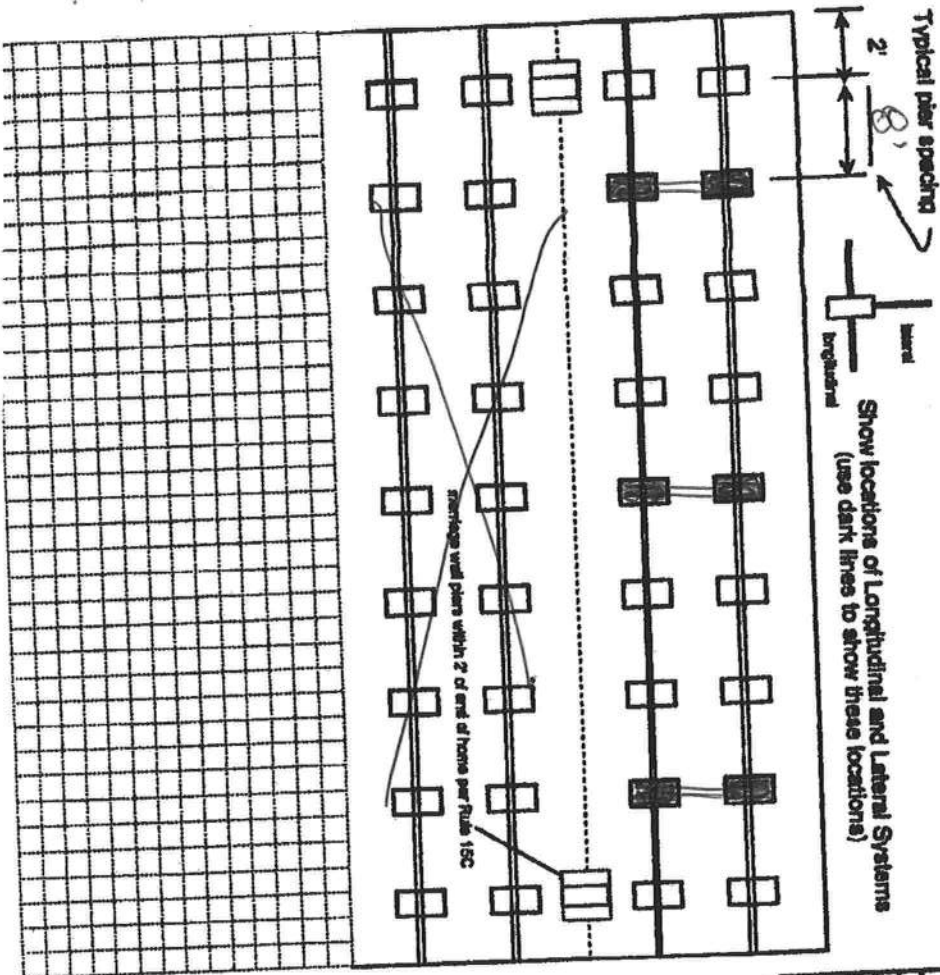 Typical pier spacing
2'
8'
lateral
longitudinal
Show locations of Longitudinal and Lateral Systems
(use dark lines to show these locations)
marriage wall piers within 2' of end of home per Rule 15C